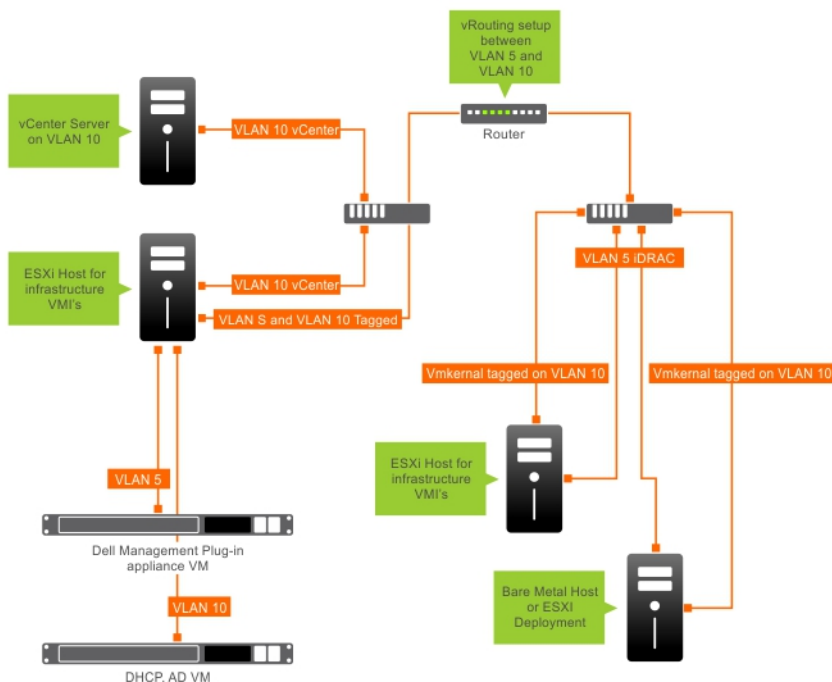 vRouting setup
between
VLAN 5 and
VLAN 10
Router
vCenter Server
on VLAN 10
VLAN 10 vCenter
ESXi Host for
infrastructure
VMI's
VLAN 10 vCenter
VLAN S and VLAN 10 Tagged
VLAN 5 iDRAC
Vmkernal tagged on VLAN 10
Vmkernal tagged on VLAN 10
ESXi Host for
infrastructure
VMI's
VLAN 5
Dell Management Plug-in
appliance VM
Bare Metal Host
or ESXI
Deployment
VLAN 10
DHCP, AD VM